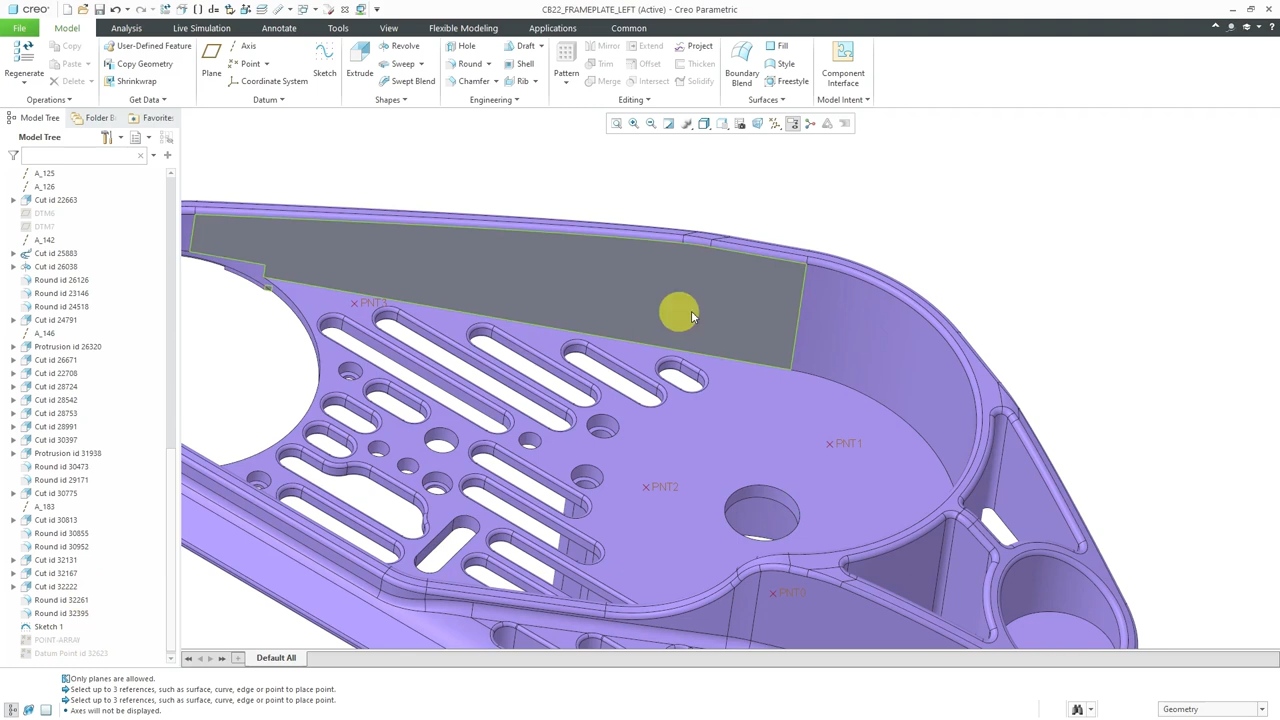 creo
CB22_FRAMEPLATE_LEFT (Active) - Creo Parametric
File
Model
Analysis
Live Simulation
Annotate
Tools
View
Flexible Modeling
Applications
Common
Regenerate
Copy
Paste
Delete
Operations
User-Defined Feature
Copy Geometry
Shrinkwrap
Get Data
Plane
Axis
Point
Coordinate System
Sketch
Datum
Extrude
Revolve
Sweep
Swept Blend
Shapes
Hole
Round
Chamfer
Draft
Shell
Rib
Engineering
Pattern
Mirror
Trim
Merge
Extend
Offset
Intersect
Project
Thicken
Solidify
Editing
Boundary
Blend
Fill
Style
Freestyle
Surfaces
Component
Interface
Model Intent
Model Tree
Folder B
Favorite
Model Tree
A_125
A_126
Cut id 22663
DTM6
DTM7
A_142
Cut id 25883
Cut id 26038
Round id 26126
Round id 23146
Round id 24518
Cut id 24791
A_146
Protrusion id 26320
Cut id 26671
Cut id 22708
Cut id 28724
Cut id 28542
Cut id 28753
Cut id 28991
Cut id 30397
Protrusion id 31938
Round id 30473
Round id 29171
Cut id 30775
A_183
Cut id 30813
Round id 30855
Round id 30952
Cut id 32131
Cut id 32167
Cut id 32222
Round id 32261
Round id 32395
Sketch 1
POINT-ARRAY
Datum Point id 32623
PNT3
PNT1
PNT2
PNT0
Default All
Only planes are allowed.
Select up to 3 references, such as surface, curve, edge or point to place point.
Select up to 3 references, such as surface, curve, edge or point to place point.
• Axes will not be displayed.
Geometry